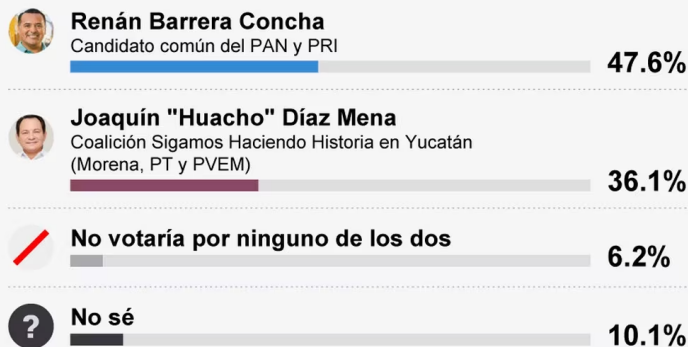 Renán Barrera Concha
Candidato común del PAN y PRI
47.6%
Joaquín "Huacho" Díaz Mena
Coalición Sigamos Haciendo Historia en Yucatán
(Morena, PT y PVEM)
36.1%
No votaría por ninguno de los dos
6.2%
?
No sé
10.1%